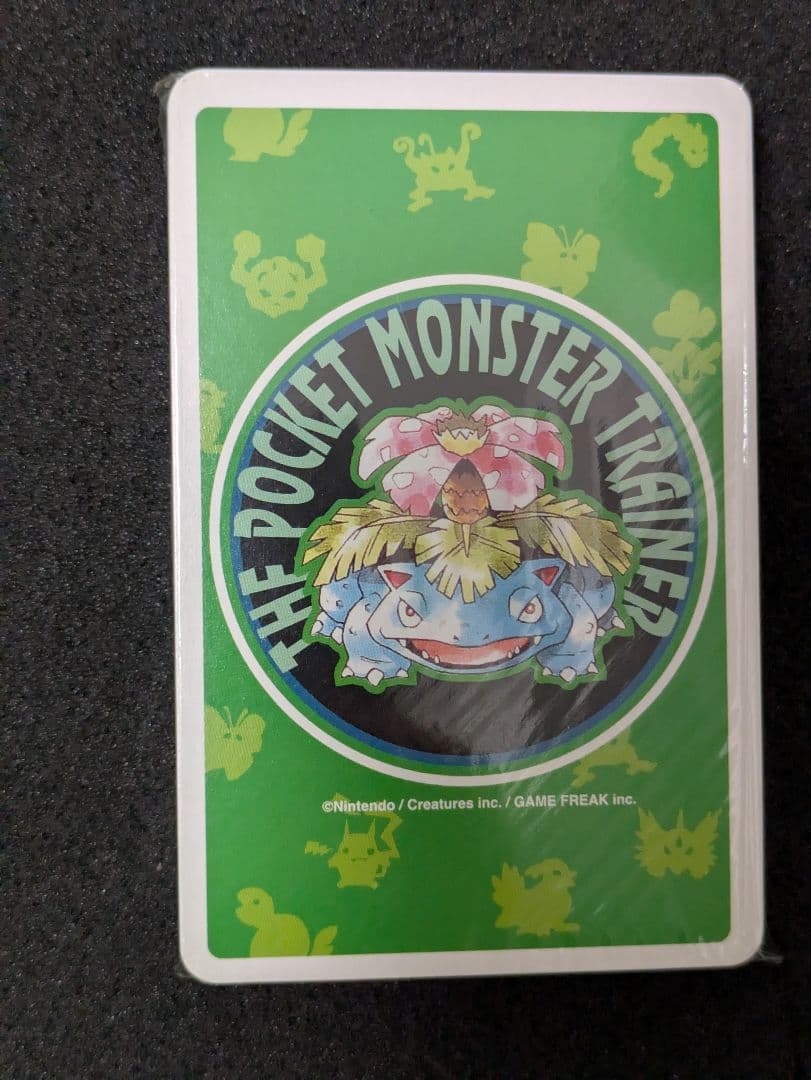 THE POCKET MONSTER TRAINER
©Nintendo / Creatures inc. / GAME FREAK inc.